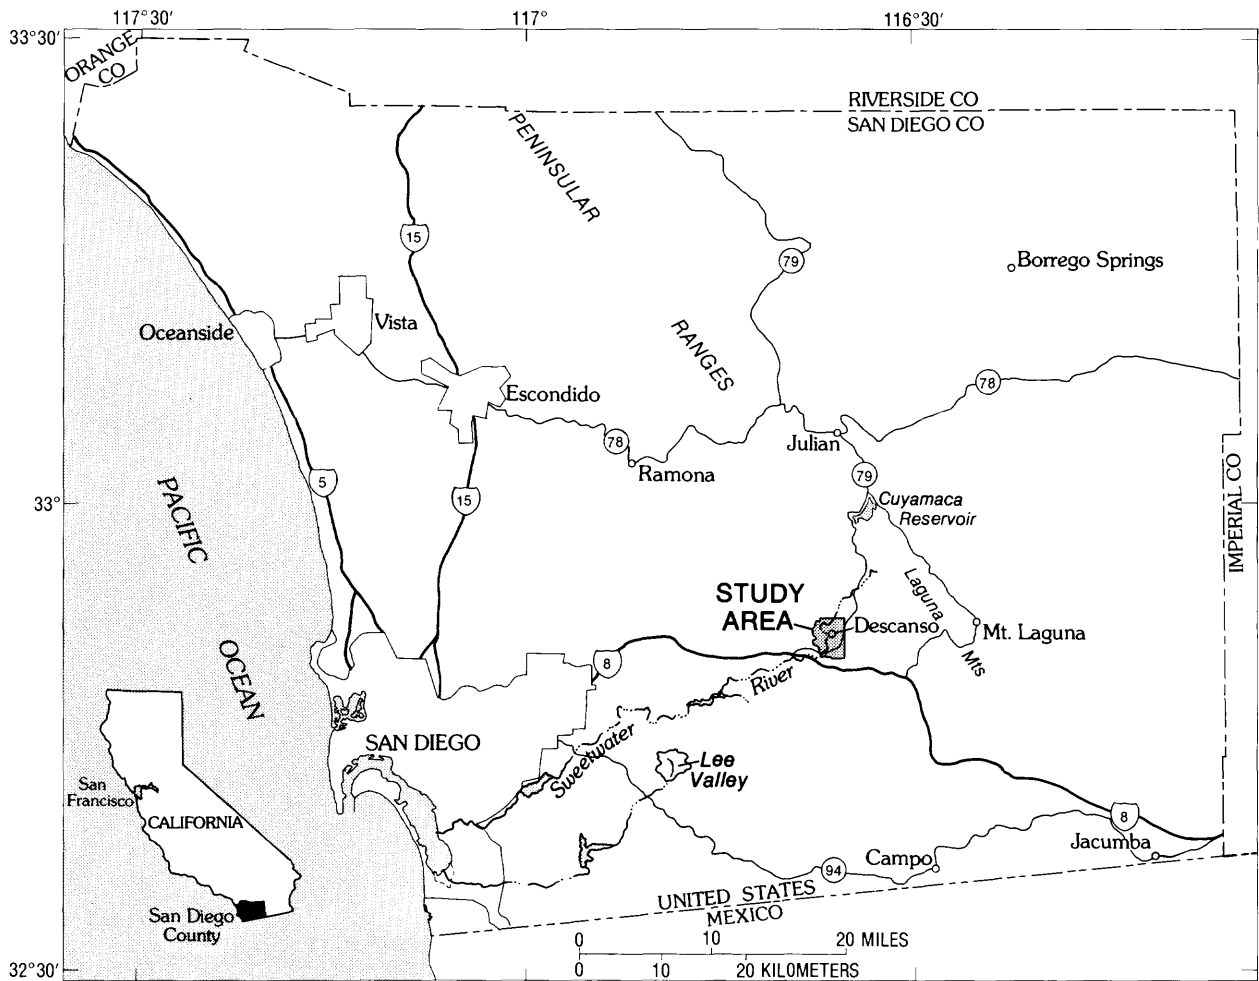 117°30'
117°
116°30'
33°30'
ORANGE
CO
RIVERSIDE CO
SAN DIEGO CO
PENINSULAR
RANGES
15
79
Borrego Springs
Oceanside
Vista
Escondido
78
78
Julian
Ramona
79
5
15
33°
Cuyamaca
Reservoir
IMPERIAL CO
PACIFIC
OCEAN
STUDY
AREA
Descanso
Laguna
Mts
Mt. Laguna
8
Sweetwater
River
SAN DIEGO
Lee
Valley
San
Francisco
CALIFORNIA
San Diego
County
8
Jacumba
Campo
94
UNITED STATES
MEXICO
0 10 20 MILES
0 10 20 KILOMETERS
32°30'